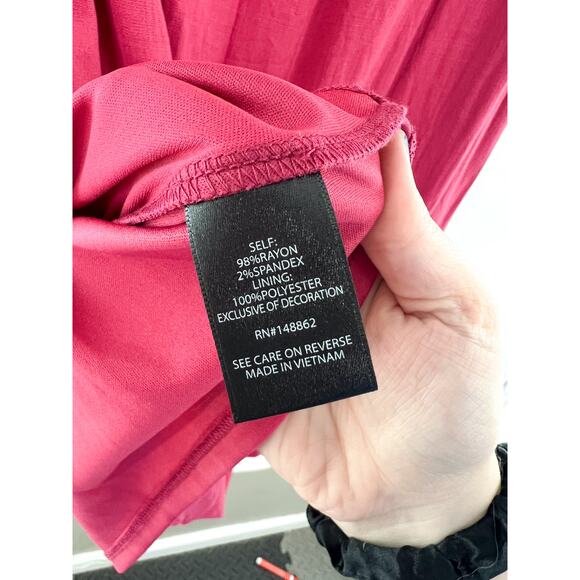 SELF:
98%RAYON
2%SPANDEX
LINING:
100%POLYESTER
EXCLUSIVE OF DECORATION
RN#148862
SEE CARE ON REVERSE
MADE IN VIETNAM